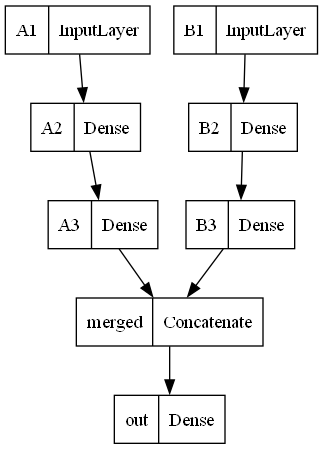 A1 InputLayer B1 InputLayer
A2 Dense B2 Dense
A3 Dense B3 Dense
merged Concatenate
out Dense